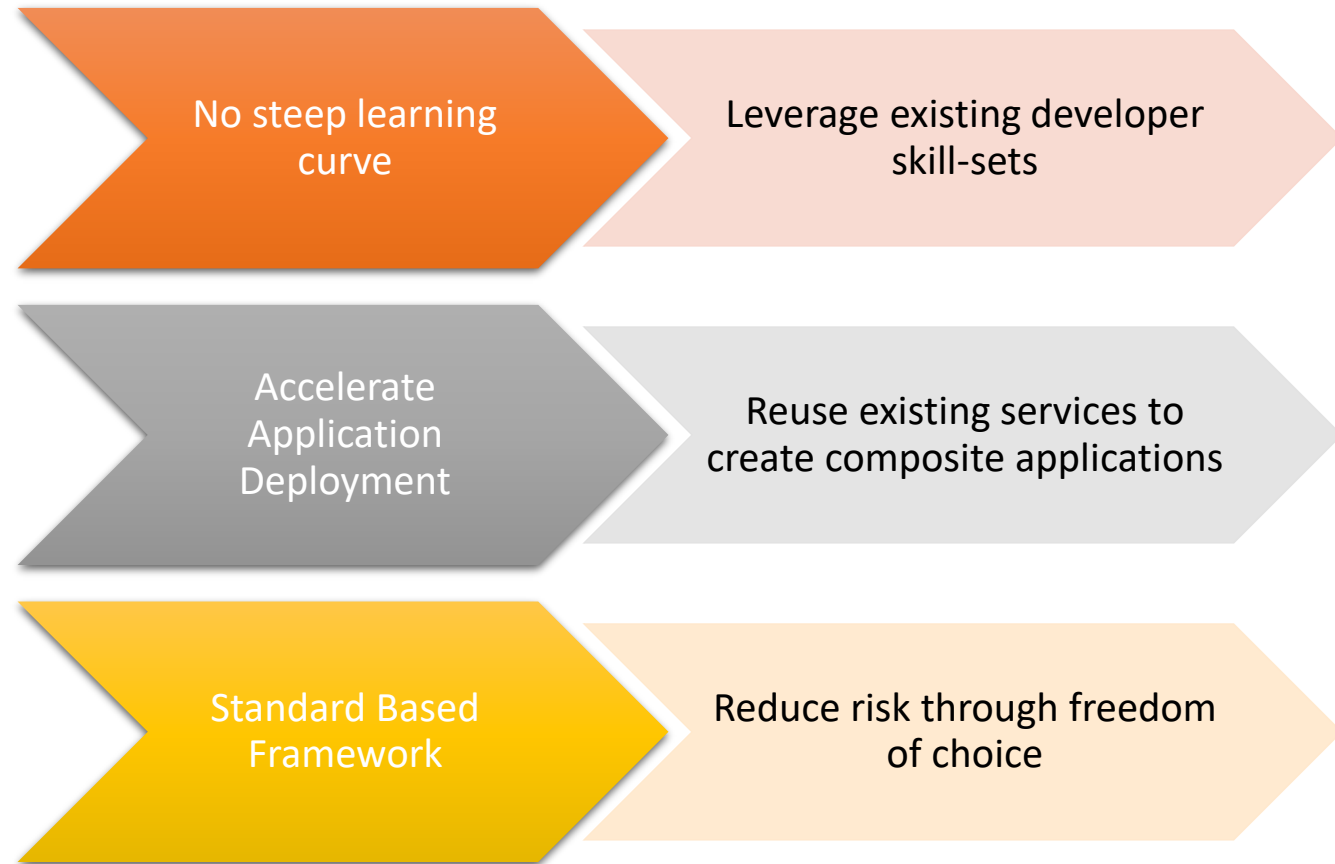 No steep learning
curve
Leverage existing developer
skill-sets
Accelerate
Application
Deployment
Reuse existing services to
create composite applications
Standard Based
Framework
Reduce risk through freedom
of choice